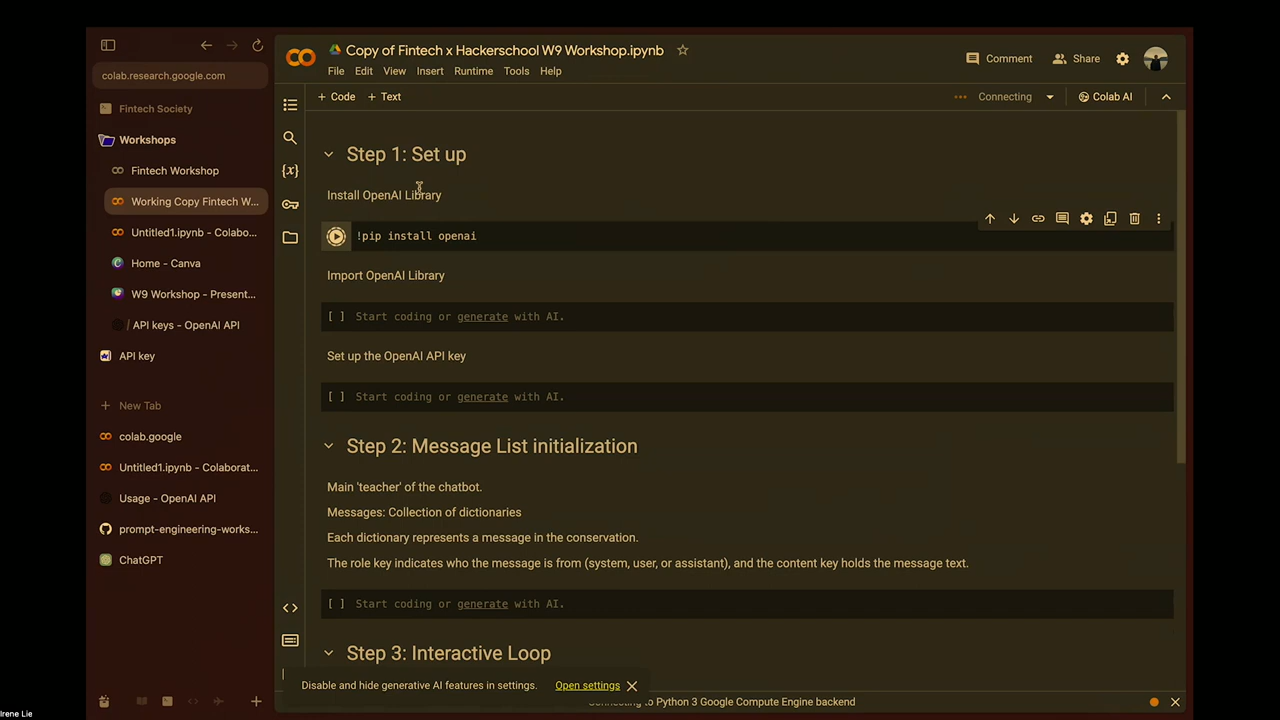 colab.research.google.com
Fintech Society
Workshops
Fintech Workshop
Working Copy Fintech W...
Untitled1.ipynb - Colabo...
Home - Canva
W9 Workshop - Present...
/ API keys - OpenAI API
API key
+ New Tab
colab.google
Untitled1.ipynb - Colaborat...
Usage - OpenAI API
prompt-engineering-works...
ChatGPT
Copy of Fintech x Hackerschool W9 Workshop.ipynb
File Edit View Insert Runtime Tools Help
Comment Share
+ Code + Text
Connecting Colab AI
Step 1: Set up
Install OpenAI Library
!pip install openai
Import OpenAI Library
[ ] Start coding or generate with AI.
Set up the OpenAI API key
[ ] Start coding or generate with AI.
Step 2: Message List initialization
Main 'teacher' of the chatbot.
Messages: Collection of dictionaries
Each dictionary represents a message in the conservation.
The role key indicates who the message is from (system, user, or assistant), and the content key holds the message text.
[ ] Start coding or generate with AI.
Step 3: Interactive Loop
Disable and hide generative AI features in settings. Open settings
Connecting to Python 3 Google Compute Engine backend
Irene Lie